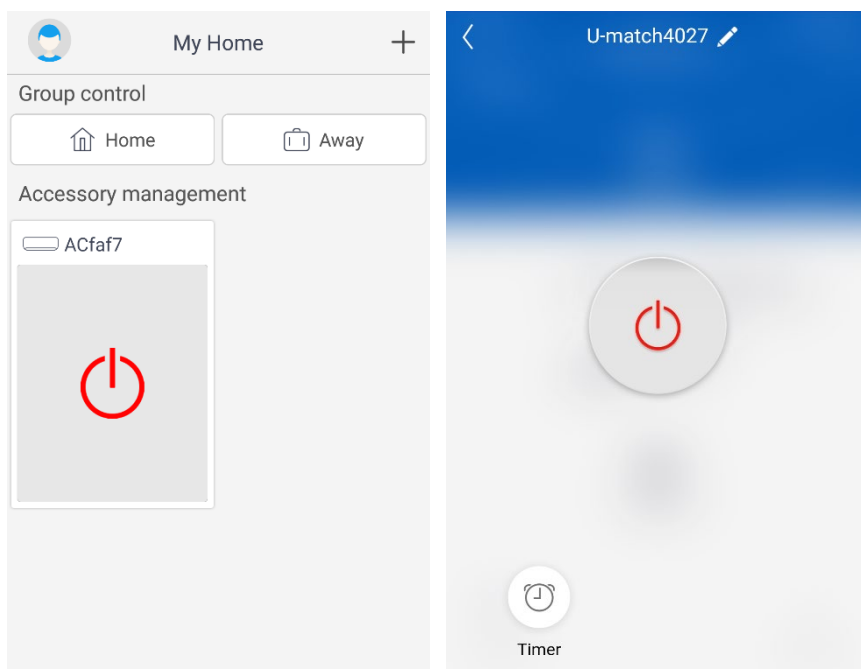 My Home
Group control
Home
Away
Accessory management
ACfaf7
U-match4027
Timer